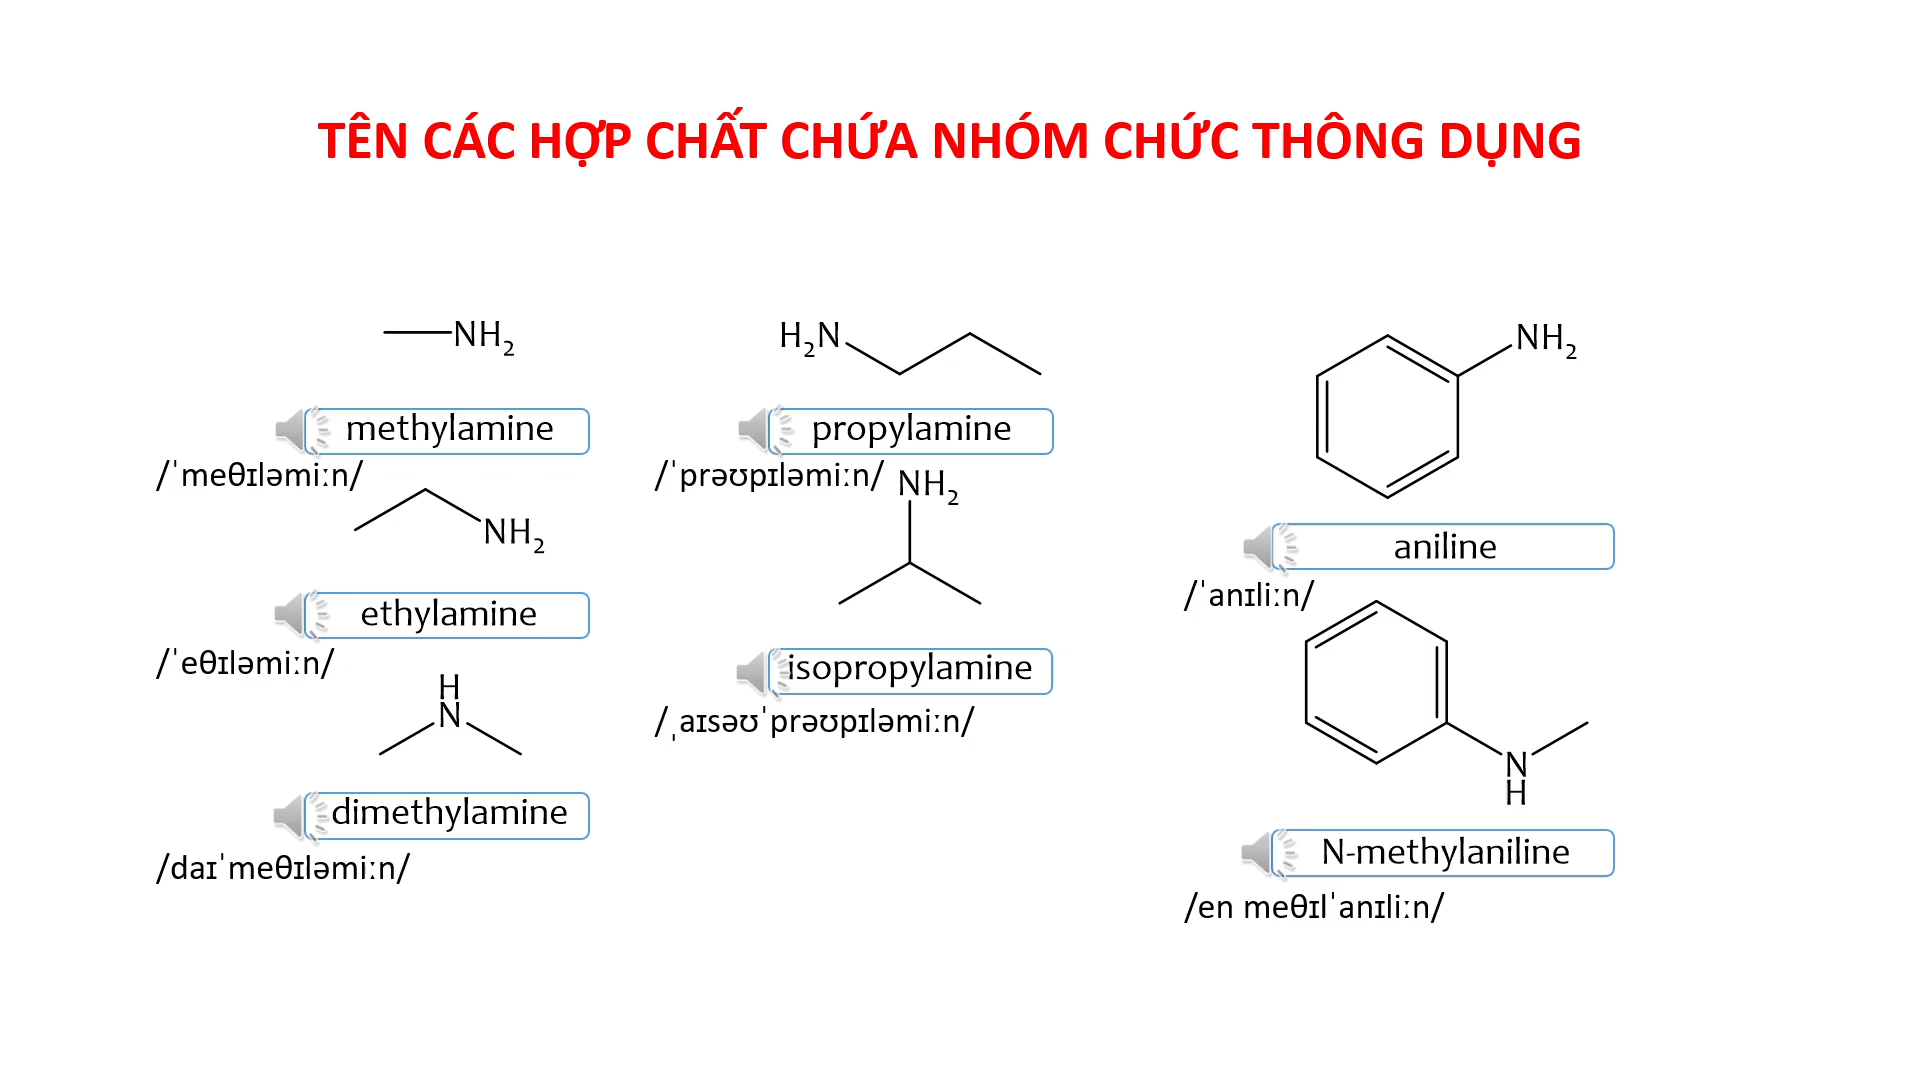 TÊN CÁC HỢP CHẤT CHỨA NHÓM CHỨC THÔNG DỤNG
NH₂
methylamine
/ˈmeθɪləmiːn/
NH₂
ethylamine
/ˈeθɪləmiːn/
H
N
dimethylamine
/daɪˈmeθɪləmiːn/
H₂N
propylamine
/ˈprəʊpɪləmiːn/
NH₂
isopropylamine
/ˌaɪsəʊˈprəʊpɪləmiːn/
NH₂
aniline
/ˈanɪliːn/
N
H
N-methylaniline
/en meθɪlˈanɪliːn/